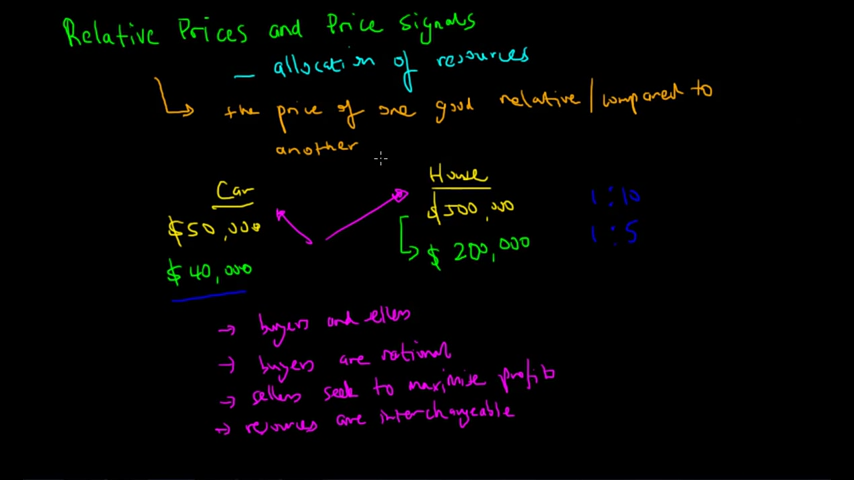 Relative Prices and Price Signals
- allocation of resources
the price of one good relative / compared to
another
Car House
$50,000 $500,000 1:10
$40,000 $200,000 1:5
→ buyers and sellers
→ buyers are rational
→ sellers seek to maximise profits
→ resources are interchangeable